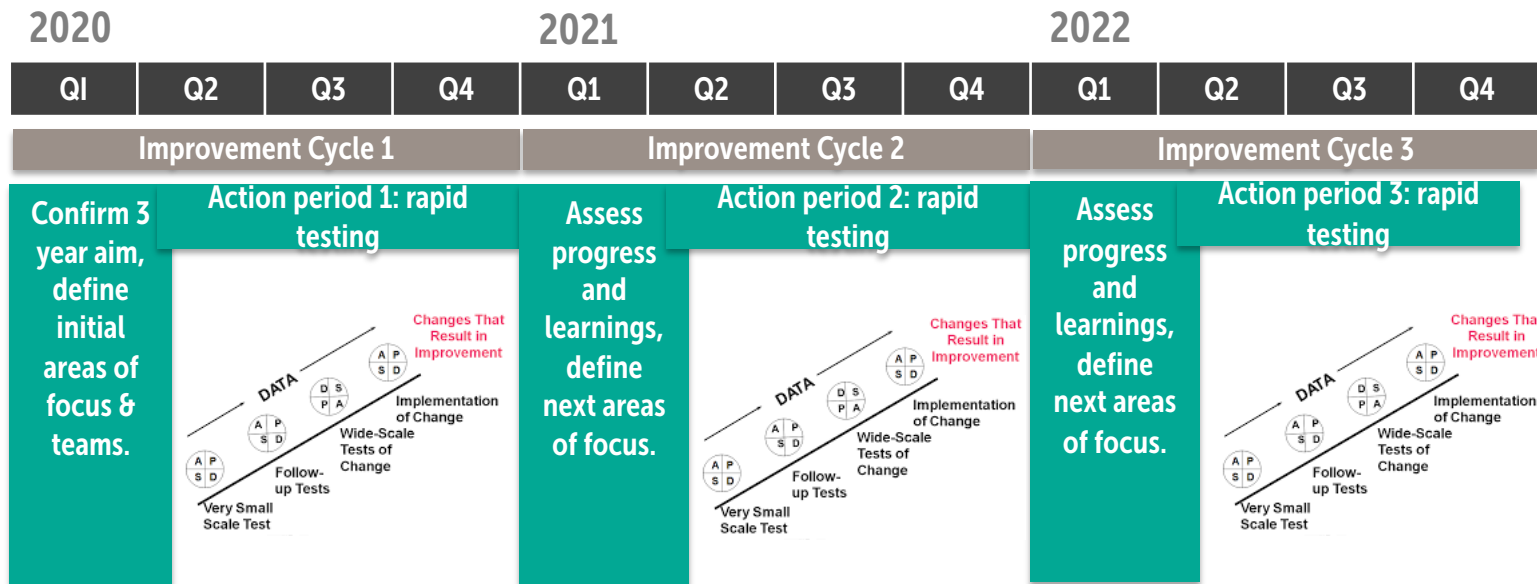 2020
2021
2022
QI
Q2
Q3
Q4
Q1
Q2
Q3
Q4
Q1
Q2
Q3
Q4
Improvement Cycle 1
Improvement Cycle 2
Improvement Cycle 3
Confirm 3
year aim,
define
initial
areas of
focus &
teams.
Action period 1: rapid
testing
Changes That
Result in
Improvement
DATA
A P
S D
D S
P A
A P
S D
A P
S D
Implementation
of Change
Wide-Scale
Tests of
Change
Follow-
up Tests
Very Small
Scale Test
Assess
progress
and
learnings,
define
next areas
of focus.
Action period 2: rapid
testing
Changes That
Result in
Improvement
DATA
A P
S D
D S
P A
A P
S D
A P
S D
Implementation
of Change
Wide-Scale
Tests of
Change
Follow-
up Tests
Very Small
Scale Test
Assess
progress
and
learnings,
define
next areas
of focus.
Action period 3: rapid
testing
Changes Tha
Result in
Improvement
DATA
A P
S D
D S
P A
A P
S D
A P
S D
Implementation
of Change
Wide-Scale
Tests of
Change
Follow-
up Tests
Very Small
Scale Test